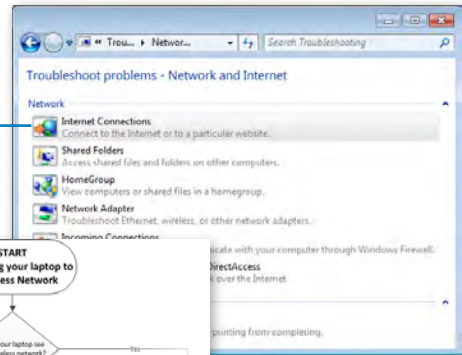 « Trou... ▸ Networ...
Search Troubleshooting
Troubleshoot problems - Network and Internet
Network
Internet Connections
Connect to the Internet or to a particular website.
Shared Folders
Access shared files and folders on other computers.
HomeGroup
View computers or shared files in a homegroup.
Network Adapter
Troubleshoot Ethernet, wireless, or other network adapters.
Incoming Connections
icate with your computer through Windows Firewall.
DirectAccess
k over the Internet
printing from completing.
START
g your laptop to
ess Network
our laptop see
reless network?
Yes